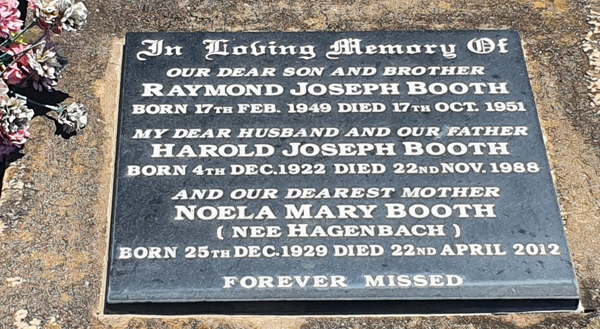 In Loving Memory Of
OUR DEAR SON AND BROTHER
RAYMOND JOSEPH BOOTH
BORN 17TH FEB. 1949 DIED 17TH OCT. 1951
MY DEAR HUSBAND AND OUR FATHER
HAROLD JOSEPH BOOTH
BORN 4TH DEC. 1922 DIED 22ND NOV. 1988
AND OUR DEAREST MOTHER
NOELA MARY BOOTH
( NEE HAGENBACH )
BORN 25TH DEC. 1929 DIED 22ND APRIL 2012
FOREVER MISSED